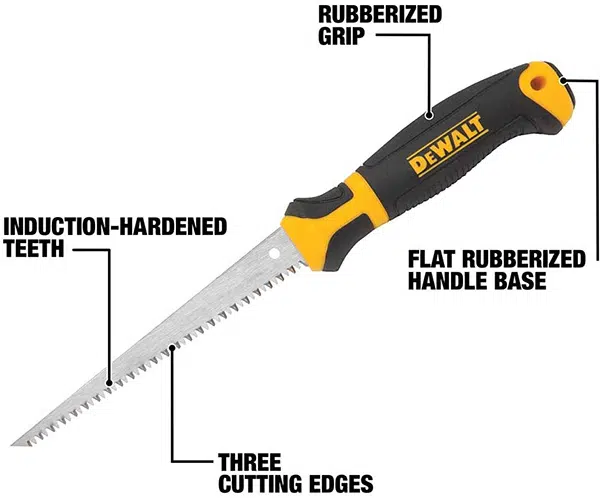 RUBBERIZED
GRIP
DEWALT
INDUCTION-HARDENED
TEETH
FLAT RUBBERIZED
HANDLE BASE
THREE
CUTTING EDGES